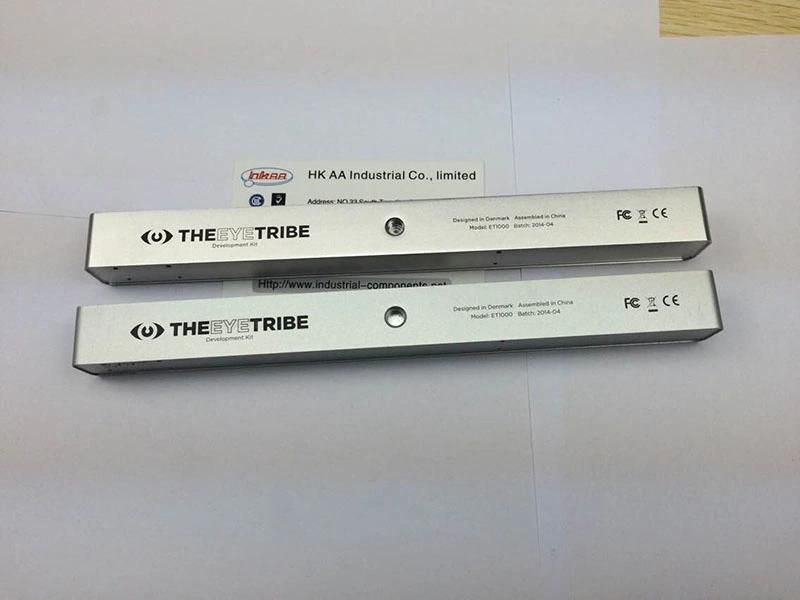 inkAA
HK AA Industrial Co., limited
Address: NO.33 South
THEEYETRIBE
Development Kit
Designed in Denmark Assembled in China
Model: ET1000 Batch: 2014-04
FC CE
Http://www.industrial-components.net
THEEYETRIBE
Development Kit
Designed in Denmark Assembled in China
Model: ET1000 Batch: 2014-04
FC CE